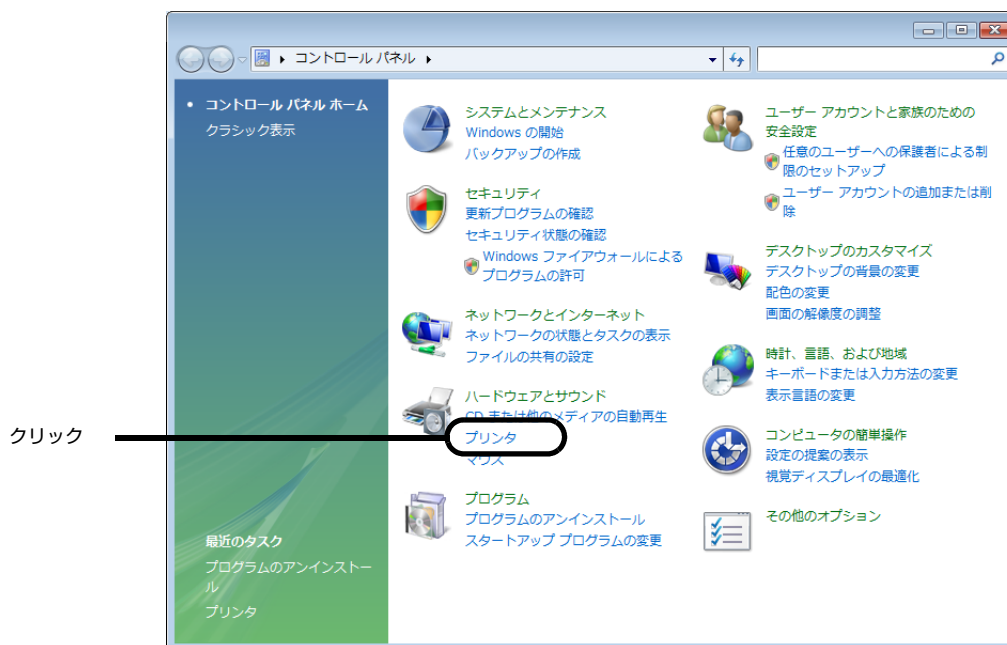 コントロール パネル
コントロール パネル ホーム
クラシック表示
システムとメンテナンス
Windows の開始
バックアップの作成
セキュリティ
更新プログラムの確認
セキュリティ状態の確認
Windows ファイアウォールによる
プログラムの許可
ネットワークとインターネット
ネットワークの状態とタスクの表示
ファイルの共有の設定
ハードウェアとサウンド
CD または他のメディアの自動再生
プリンタ
マウス
プログラム
プログラムのアンインストール
スタートアップ プログラムの変更
ユーザー アカウントと家族のための
安全設定
任意のユーザーへの保護者による制
限のセットアップ
ユーザー アカウントの追加または削
除
デスクトップのカスタマイズ
デスクトップの背景の変更
配色の変更
画面の解像度の調整
時計、言語、および地域
キーボードまたは入力方法の変更
表示言語の変更
コンピュータの簡単操作
設定の提案の表示
視覚ディスプレイの最適化
その他のオプション
クリック
最近のタスク
プログラムのアンインストー
ル
プリンタ